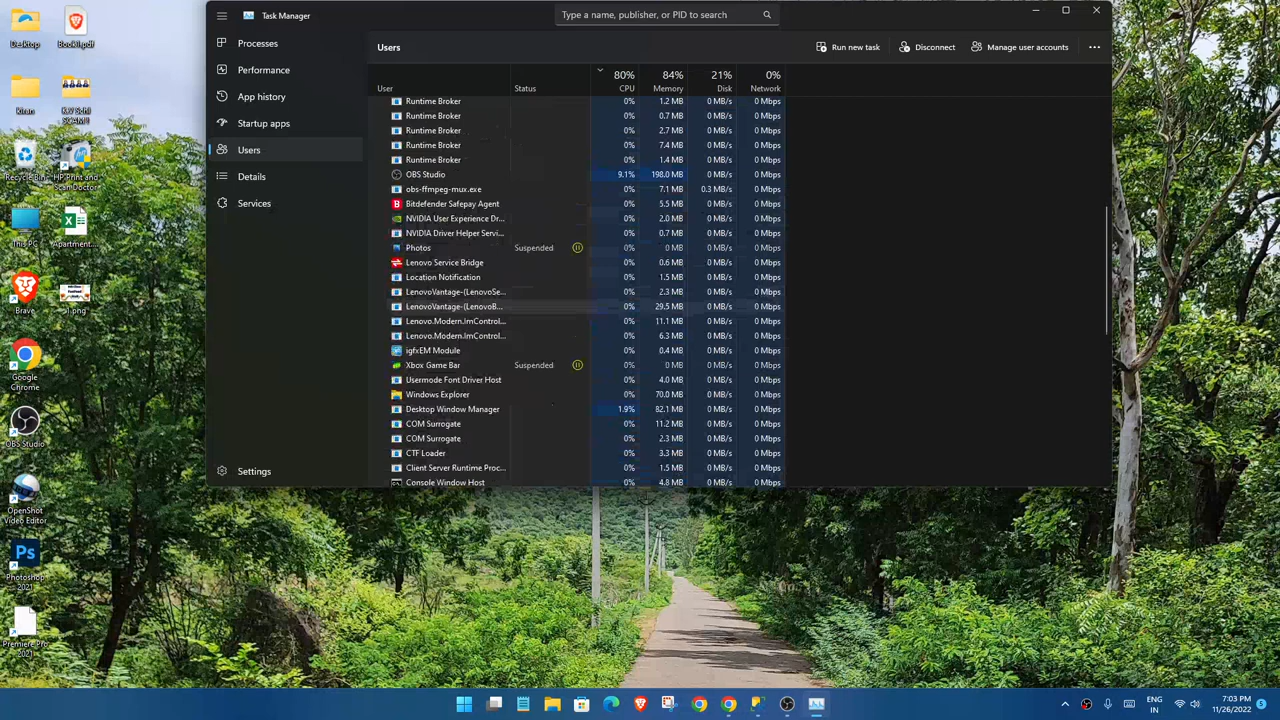 Task Manager
Type a name, publisher, or PID to search
Processes
Performance
App history
Startup apps
Users
Details
Services
Settings
Users
Run new task
Disconnect
Manage user accounts
80% 84% 21% 0%
User Status CPU Memory Disk Network
Runtime Broker 0% 1.2 MB 0 MB/s 0 Mbps
Runtime Broker 0% 0.7 MB 0 MB/s 0 Mbps
Runtime Broker 0% 2.7 MB 0 MB/s 0 Mbps
Runtime Broker 0% 7.4 MB 0 MB/s 0 Mbps
Runtime Broker 0% 1.4 MB 0 MB/s 0 Mbps
OBS Studio 9.1% 198.0 MB 0 MB/s 0 Mbps
obs-ffmpeg-mux.exe 0% 7.1 MB 0.3 MB/s 0 Mbps
Bitdefender Safepay Agent 0% 5.5 MB 0 MB/s 0 Mbps
NVIDIA User Experience Dr... 0% 2.0 MB 0 MB/s 0 Mbps
NVIDIA Driver Helper Servi... 0% 0.7 MB 0 MB/s 0 Mbps
Photos Suspended 0% 0 MB 0 MB/s 0 Mbps
Lenovo Service Bridge 0% 0.6 MB 0 MB/s 0 Mbps
Location Notification 0% 1.5 MB 0 MB/s 0 Mbps
LenovoVantage-(LenovoSe... 0% 2.3 MB 0 MB/s 0 Mbps
LenovoVantage-(LenovoB... 0% 29.5 MB 0 MB/s 0 Mbps
Lenovo.Modern.ImControl... 0% 11.1 MB 0 MB/s 0 Mbps
Lenovo.Modern.ImControl... 0% 6.3 MB 0 MB/s 0 Mbps
igfxEM Module 0% 0.4 MB 0 MB/s 0 Mbps
Xbox Game Bar Suspended 0% 0 MB 0 MB/s 0 Mbps
Usermode Font Driver Host 0% 4.0 MB 0 MB/s 0 Mbps
Windows Explorer 0% 70.0 MB 0 MB/s 0 Mbps
Desktop Window Manager 1.9% 82.1 MB 0 MB/s 0 Mbps
COM Surrogate 0% 11.2 MB 0 MB/s 0 Mbps
COM Surrogate 0% 2.3 MB 0 MB/s 0 Mbps
CTF Loader 0% 3.3 MB 0 MB/s 0 Mbps
Client Server Runtime Proc... 0% 1.5 MB 0 MB/s 0 Mbps
Console Window Host 0% 4.8 MB 0 MB/s 0 Mbps
Desktop
Kiran
Recycle Bin
HP Print and
Scan Doctor
This PC
Apartment....
Brave
1.png
Google
Chrome
OBS Studio
OpenShot
Video Editor
Ps
Photoshop
2021
Premiere Pro
2021
ENG
IN
7:03 PM
11/26/2022
5